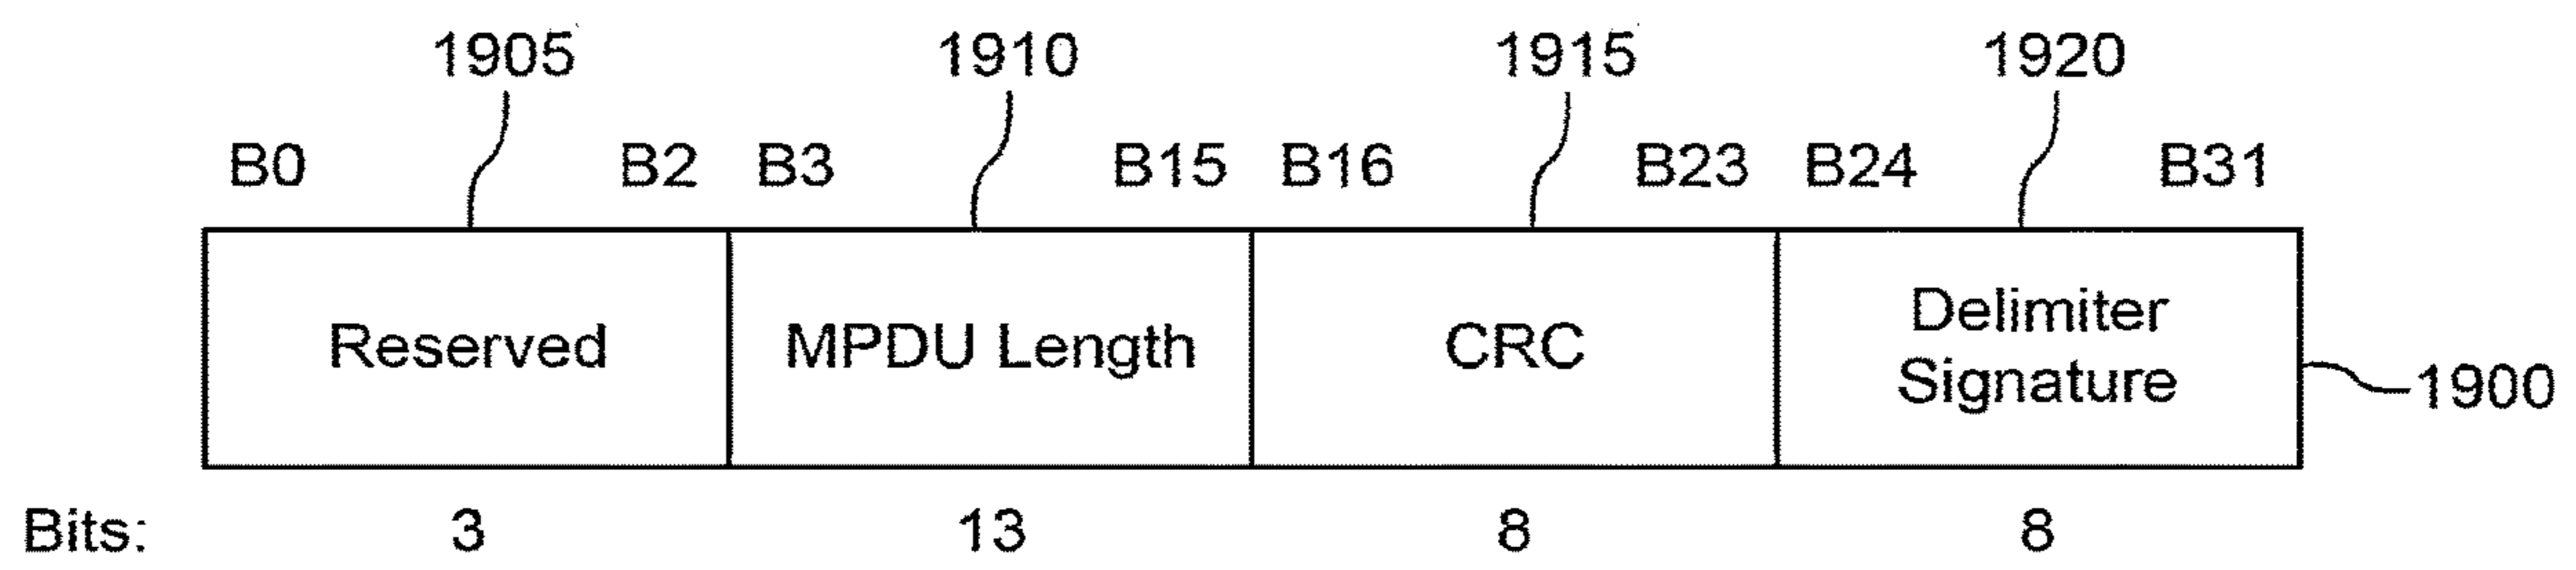 1905 1910 1915 1920
B0 B2 B3 B15 B16 B23 B24 B31
Reserved MPDU Length CRC Delimiter
Signature
1900
Bits: 3 13 8 8